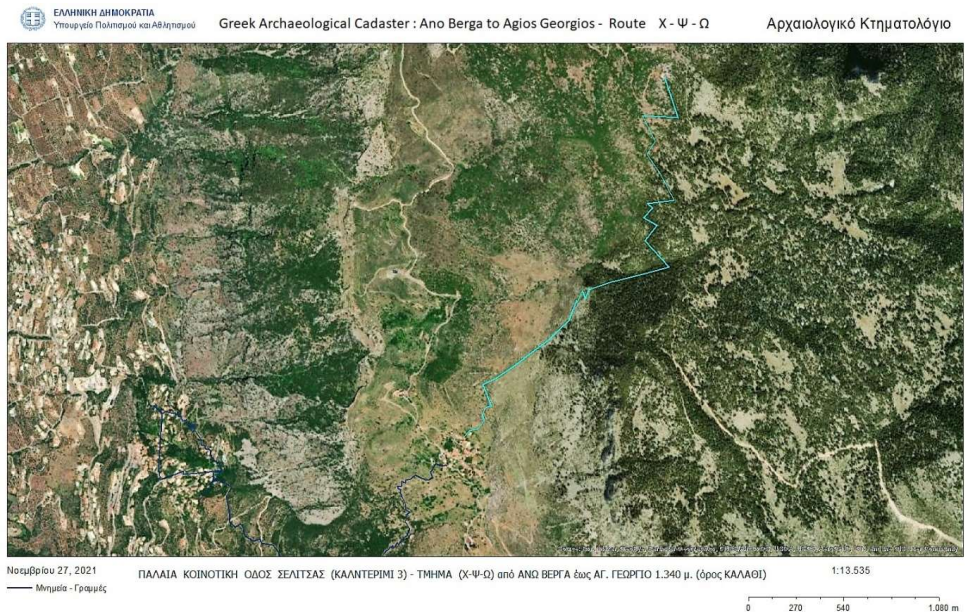 ΕΛΛΗΝΙΚΗ ΔΗΜΟΚΡΑΤΙΑ
Υπουργείο Πολιτισμού και Αθλητισμού
Greek Archaeological Cadaster : Ano Berga to Agios Georgios - Route Χ - Ψ - Ω
Αρχαιολογικό Κτηματολόγιο
Νοεμβρίου 27, 2021
ΠΑΛΑΙΑ ΚΟΙΝΟΤΙΚΗ ΟΔΟΣ ΣΕΛΙΤΣΑΣ (ΚΑΛΝΤΕΡΙΜΙ 3) - ΤΜΗΜΑ (Χ-Ψ-Ω) από ΑΝΩ ΒΕΡΓΑ έως ΑΓ. ΓΕΩΡΓΙΟ 1.340 μ. (όρος ΚΑΛΑΘΙ)
1:13.535
Μνημεία - Γραμμές
0 270 540 1.080 m